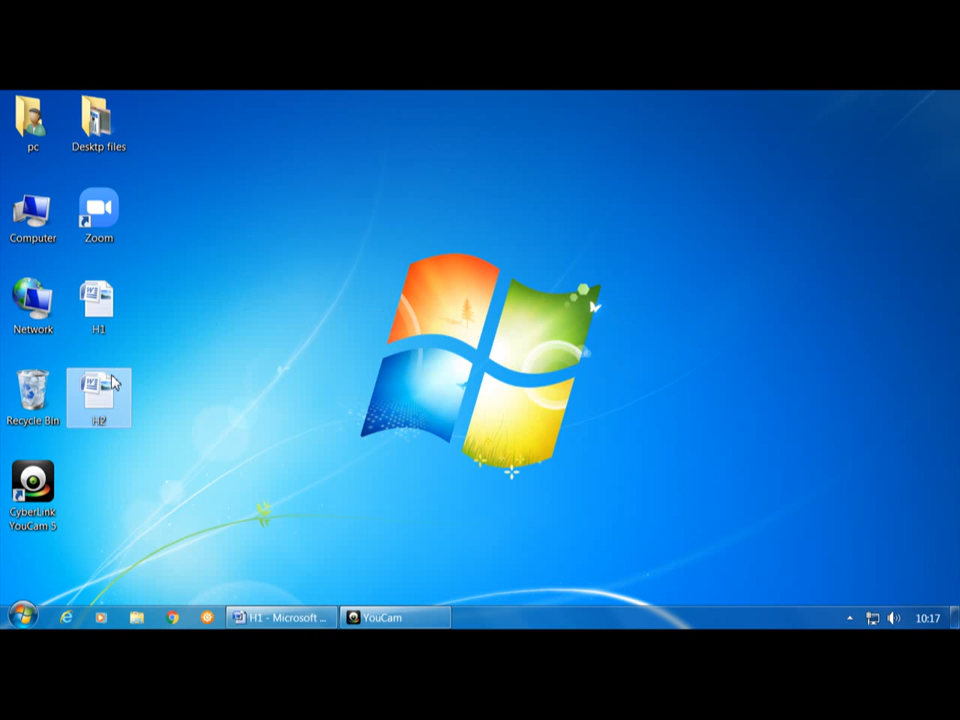 pc
Desktp files
Computer
Zoom
Network
H1
Recycle Bin
H2
CyberLink
YouCam 5
H1 - Microsoft ...
YouCam
10:17